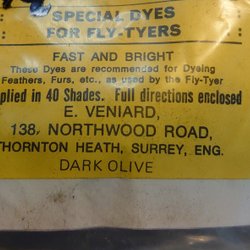 SPECIAL DYES
FOR FLY-TYERS
FAST AND BRIGHT
These Dyes are recommended for Dyeing
Feathers, Furs, etc., as used by the Fly-Tyer
pplied in 40 Shades. Full directions enclosed
E. VENIARD,
138, NORTHWOOD ROAD,
THORNTON HEATH, SURREY, ENG.
DARK OLIVE